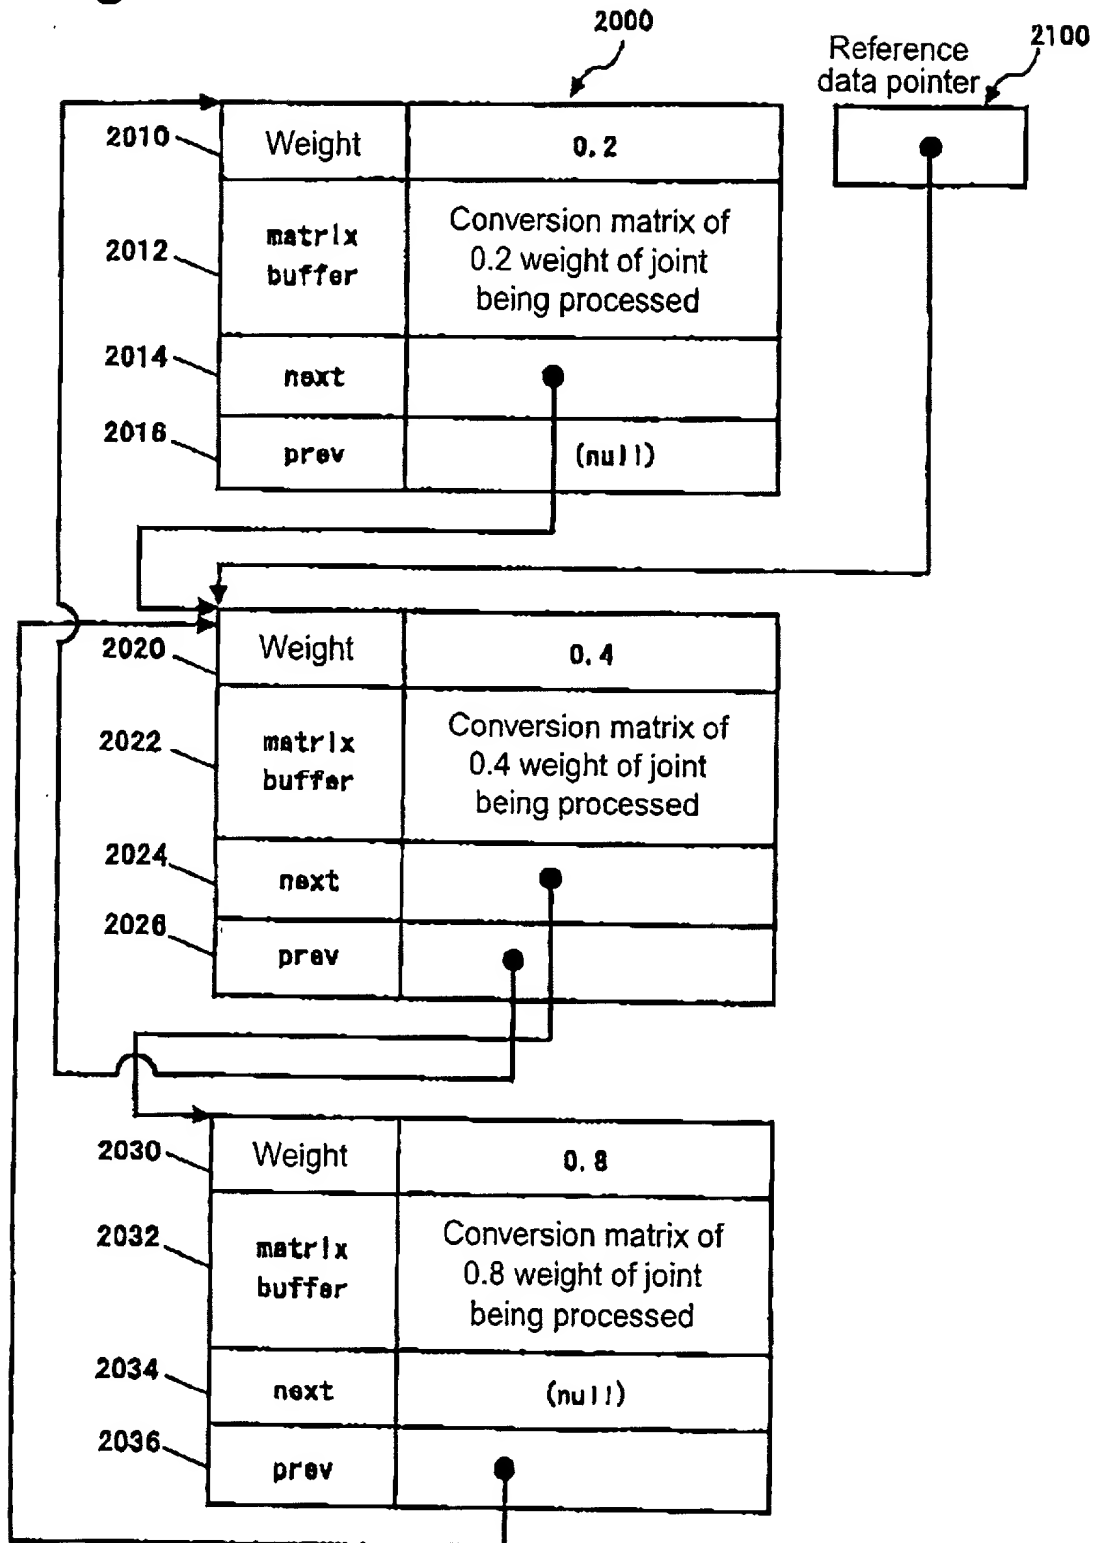 2000
2100
Reference
data pointer
2010
Weight
0.2
2012
matrix
buffer
Conversion matrix of
0.2 weight of joint
being processed
2014
next
2016
prev
(null)
2020
Weight
0.4
2022
matrix
buffer
Conversion matrix of
0.4 weight of joint
being processed
2024
next
2026
prev
2030
Weight
0.8
2032
matrix
buffer
Conversion matrix of
0.8 weight of joint
being processed
2034
next
(null)
2036
prev